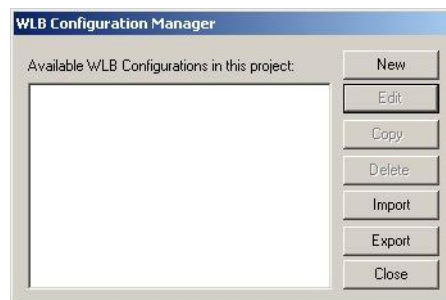 WLB Configuration Manager
Available WLB Configurations in this project:
New
Edit
Copy
Delete
Import
Export
Close